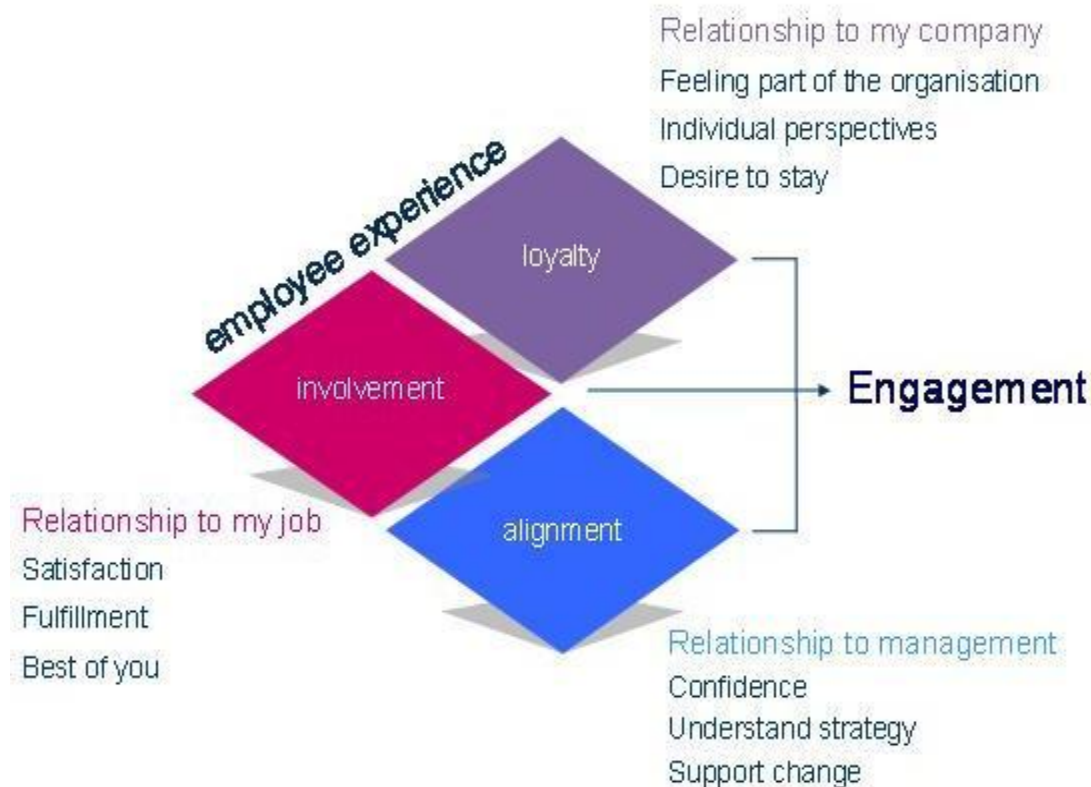 Relationship to my company
Feeling part of the organisation
Individual perspectives
Desire to stay
employee experience
loyalty
involvement
Engagement
alignment
Relationship to my job
Satisfaction
Fulfillment
Best of you
Relationship to management
Confidence
Understand strategy
Support change